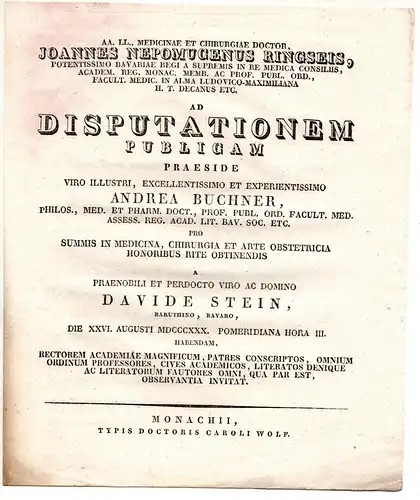 AA. LL., MEDICINAE ET CHIRURGIAE DOCTOR,
JOANNES NEPOMUCENUS RINGSEIS,
POTENTISSIMO BAVARIAE REGI A SUPREMIS IN RE MEDICA CONSILIIS,
ACADEM. REG. MONAC. MEMB. AC PROF. PUBL. ORD.,
FACULT. MEDIC. IN ALMA LUDOVICO-MAXIMILIANA
H. T. DECANUS ETC.
AD
DISPUTATIONEM
PUBLICAM
PRAESIDE
VIRO ILLUSTRI, EXCELLENTISSIMO ET EXPERIENTISSIMO
ANDREA BUCHNER,
PHILOS., MED. ET PHARM. DOCT., PROF. PUBL. ORD. FACULT. MED.
ASSESS. REG. ACAD. LIT. BAV. SOC. ETC.
PRO
SUMMIS IN MEDICINA, CHIRURGIA ET ARTE OBSTETRICIA
HONORIBUS RITE OBTINENDIS
A
PRAENOBILI ET PERDOCTO VIRO AC DOMINO
DAVIDE STEIN,
BARUTHINO, BAVARO,
DIE XXVI. AUGUSTI MDCCCXXX. POMERIDIANA HORA III.
HABENDAM,
RECTOREM ACADEMIAE MAGNIFICUM, PATRES CONSCRIPTOS, OMNIUM
ORDINUM PROFESSORES, CIVES ACADEMICOS, LITERATOS DENIQUE
AC LITERATORUM FAUTORES OMNI, QUA PAR EST,
OBSERVANTIA INVITAT.
MONACHII,
TYPIS DOCTORIS CAROLI WOLF.